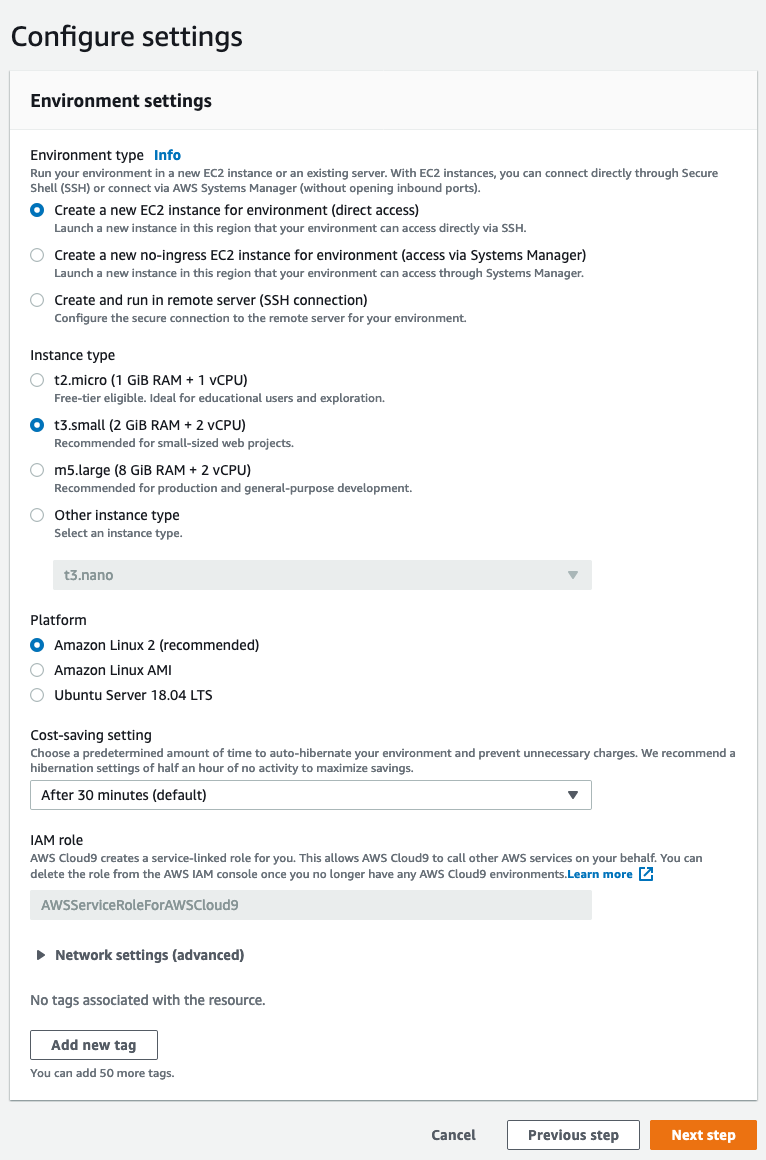 Configure settings
Environment settings
Environment type Info
Run your environment in a new EC2 instance or an existing server. With EC2 instances, you can connect directly through Secure
Shell (SSH) or connect via AWS Systems Manager (without opening inbound ports).
Create a new EC2 instance for environment (direct access)
Launch a new instance in this region that your environment can access directly via SSH.
Create a new no-ingress EC2 instance for environment (access via Systems Manager)
Launch a new instance in this region that your environment can access through Systems Manager.
Create and run in remote server (SSH connection)
Configure the secure connection to the remote server for your environment.
Instance type
t2.micro (1 GiB RAM + 1 vCPU)
Free-tier eligible. Ideal for educational users and exploration.
t3.small (2 GiB RAM + 2 vCPU)
Recommended for small-sized web projects.
m5.large (8 GiB RAM + 2 vCPU)
Recommended for production and general-purpose development.
Other instance type
Select an instance type.
t3.nano
Platform
Amazon Linux 2 (recommended)
Amazon Linux AMI
Ubuntu Server 18.04 LTS
Cost-saving setting
Choose a predetermined amount of time to auto-hibernate your environment and prevent unnecessary charges. We recommend a
hibernation settings of half an hour of no activity to maximize savings.
After 30 minutes (default)
IAM role
AWS Cloud9 creates a service-linked role for you. This allows AWS Cloud9 to call other AWS services on your behalf. You can
delete the role from the AWS IAM console once you no longer have any AWS Cloud9 environments.Learn more
AWSServiceRoleForAWSCloud9
Network settings (advanced)
No tags associated with the resource.
Add new tag
You can add 50 more tags.
Cancel Previous step Next step